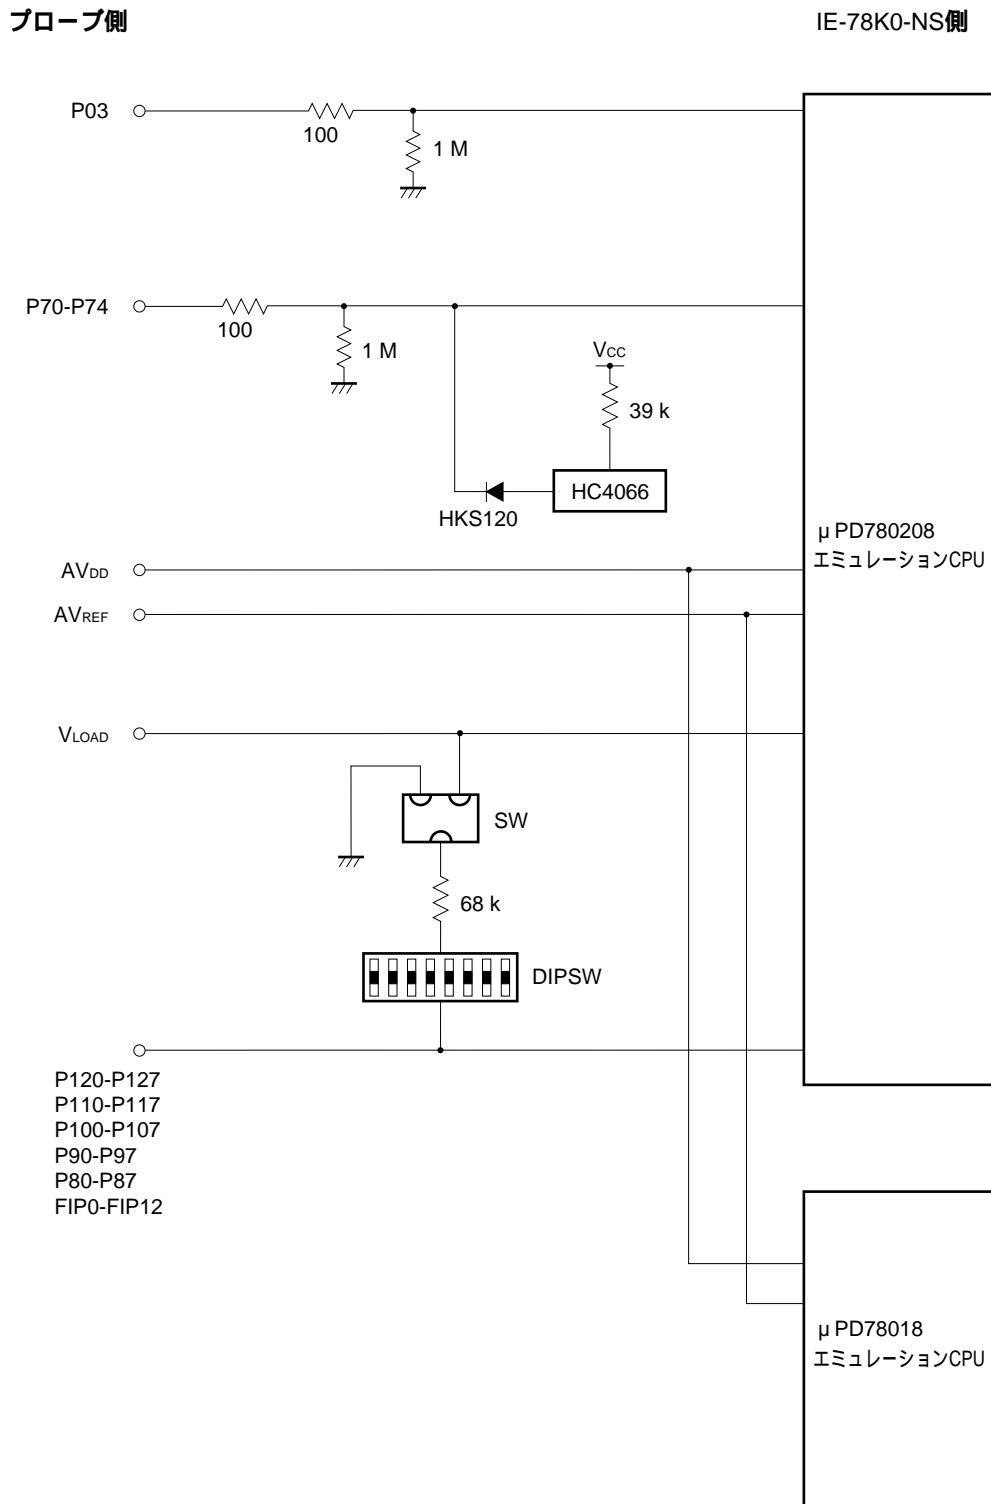 プローブ側
IE-78K0-NS側
P03
100
1 M
P70-P74
100
1 M
VCC
39 k
HC4066
HKS120
μPD780208
エミュレーションCPU
AVDD
AVREF
VLOAD
SW
68 k
DIPSW
P120-P127
P110-P117
P100-P107
P90-P97
P80-P87
FIP0-FIP12
μPD78018
エミュレーションCPU